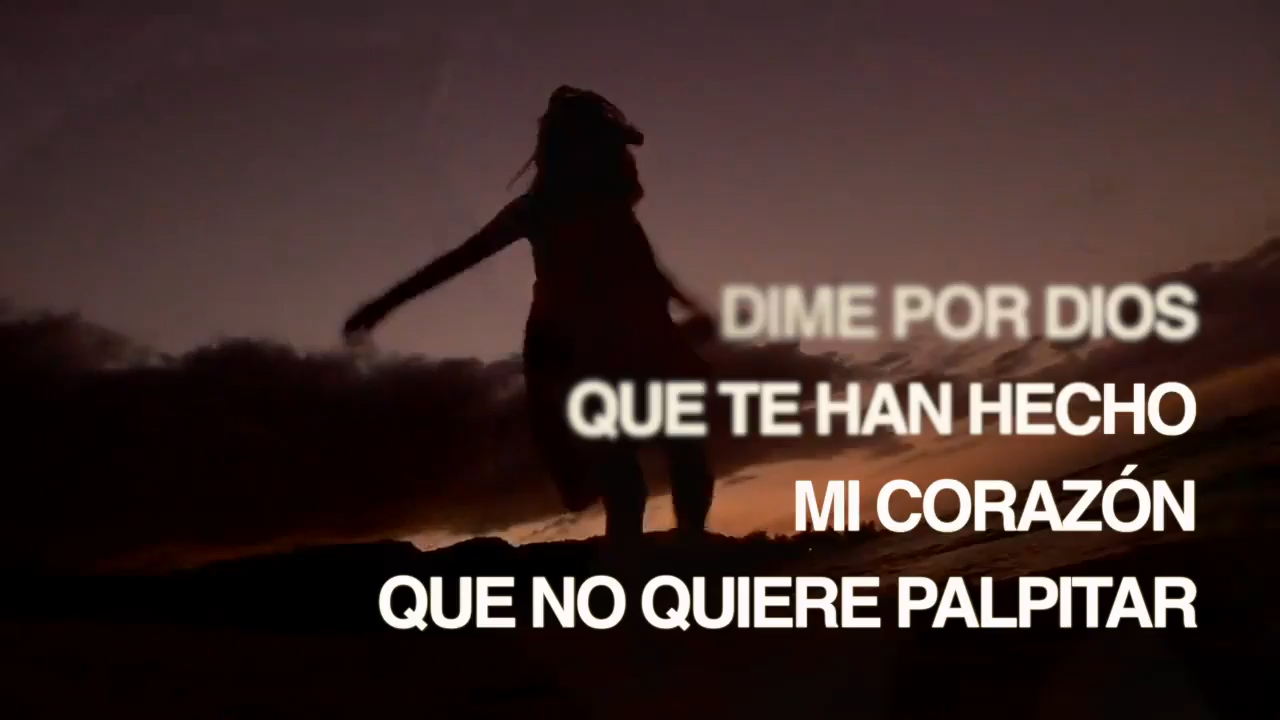 DIME POR DIOS
QUE TE HAN HECHO
MI CORAZÓN
QUE NO QUIERE PALPITAR